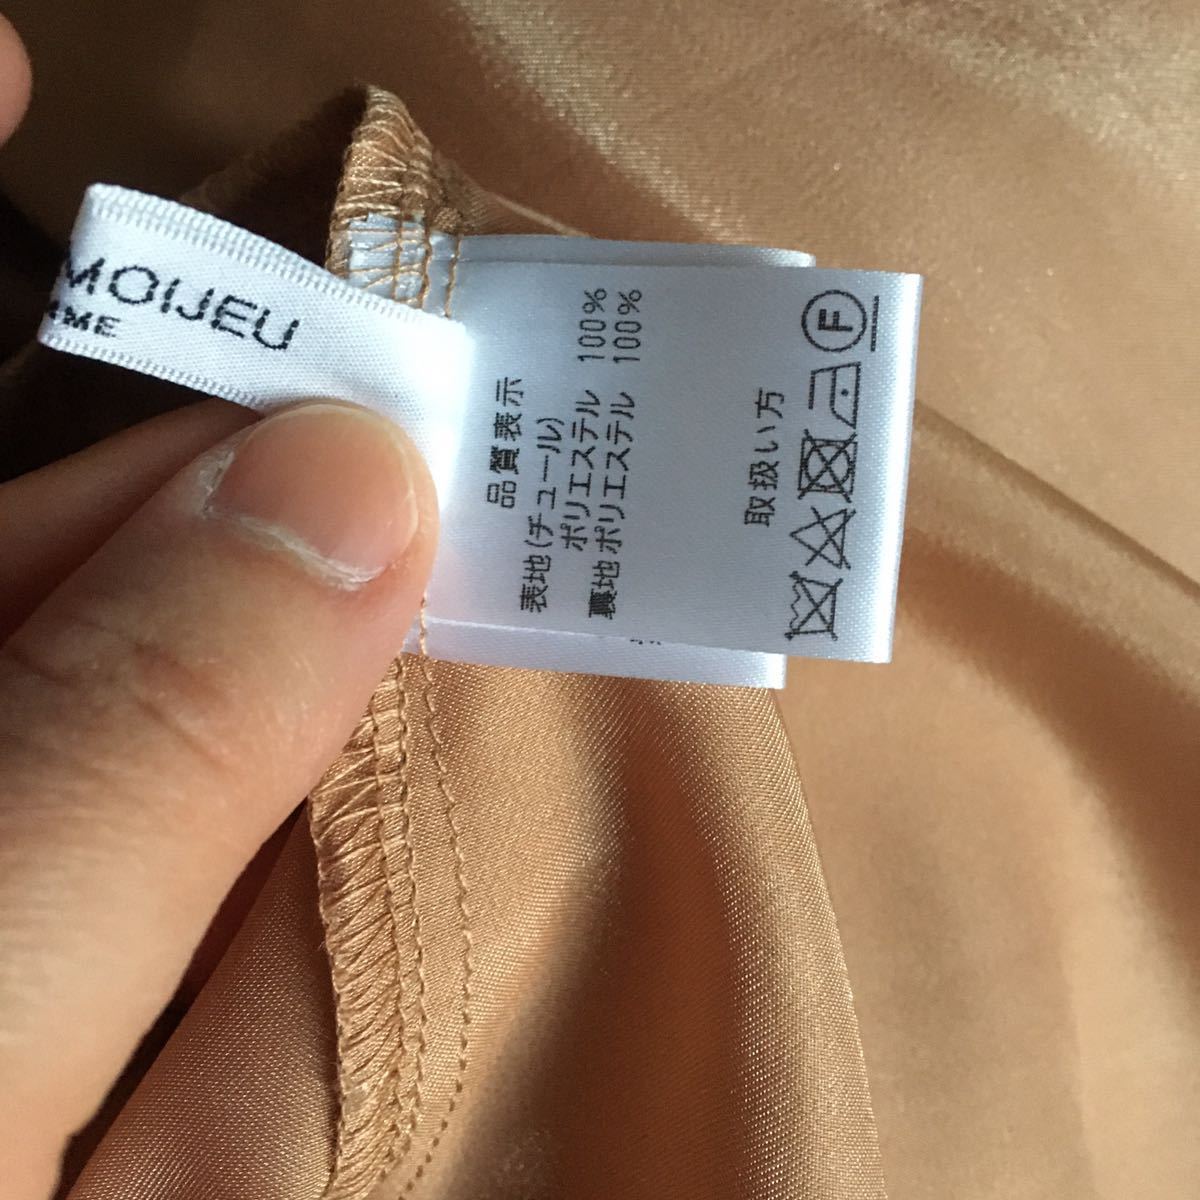 MOIJEU
品質表示
表地(チュール)
ポリエステル 100%
裏地 ポリエステル 100%
取扱い方
F